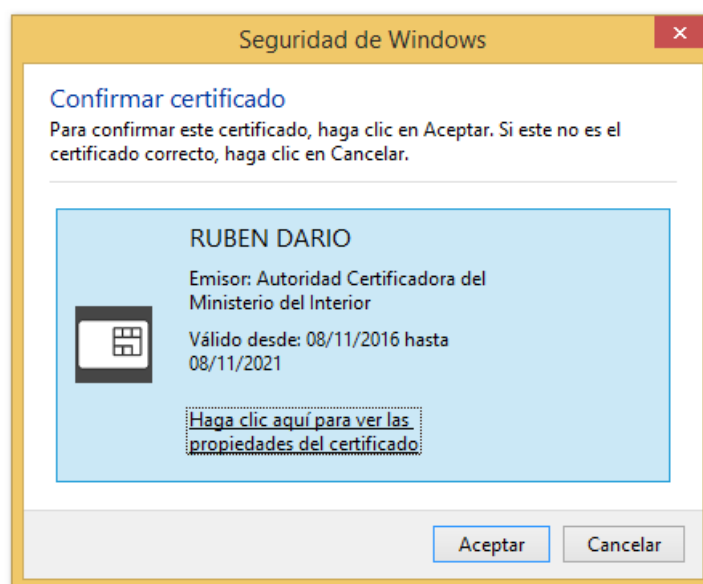 Seguridad de Windows
Confirmar certificado
Para confirmar este certificado, haga clic en Aceptar. Si este no es el
certificado correcto, haga clic en Cancelar.
RUBEN DARIO
Emisor: Autoridad Certificadora del
Ministerio del Interior
Válido desde: 08/11/2016 hasta
08/11/2021
Haga clic aquí para ver las
propiedades del certificado
Aceptar Cancelar